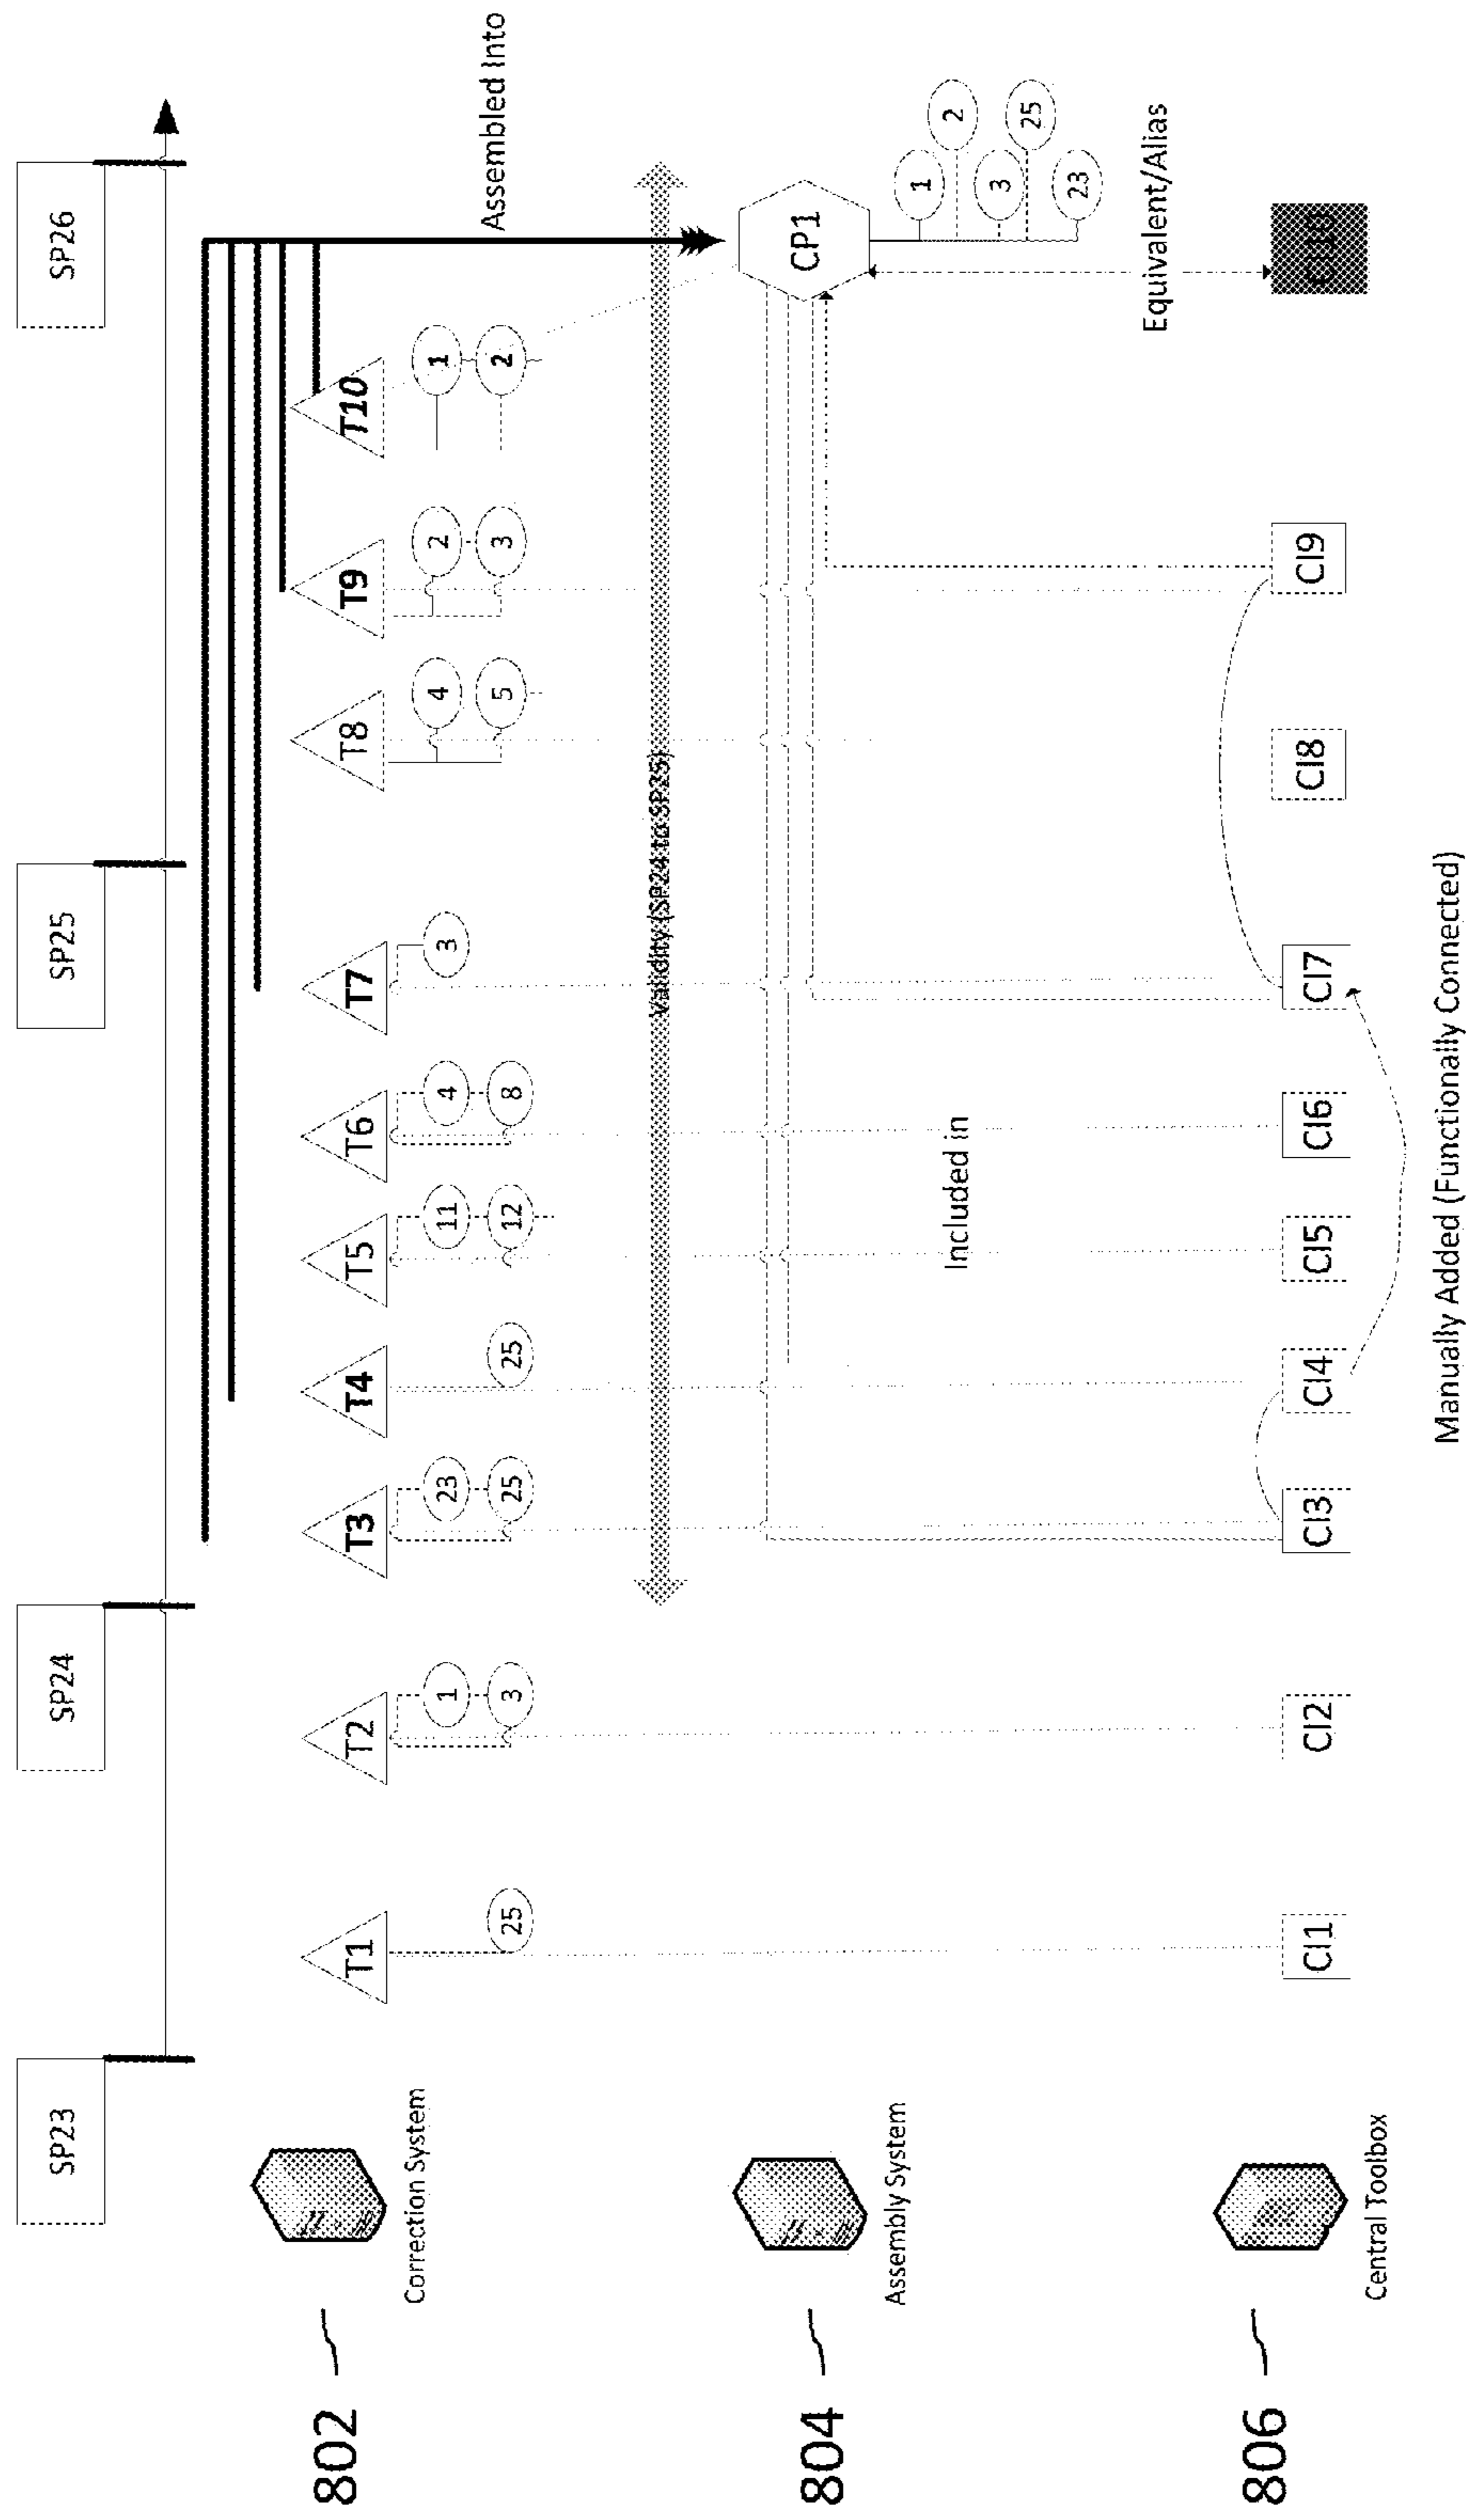 SP23
SP24
SP25
SP26
802
Correction System
T1
25
T2
1
3
T3
23
25
T4
25
T5
11
12
T6
4
8
T7
3
T8
4
5
T9
2
3
T10
1
2
Assembled Into
Validity (SP24 to SP25)
804
Assembly System
CP1
1
2
3
25
23
Included in
Equivalent/Alias
806
Central Toolbox
CI1
CI2
CI3
CI4
CI5
CI6
CI7
CI8
CI9
CI10
Manually Added (Functionally Connected)